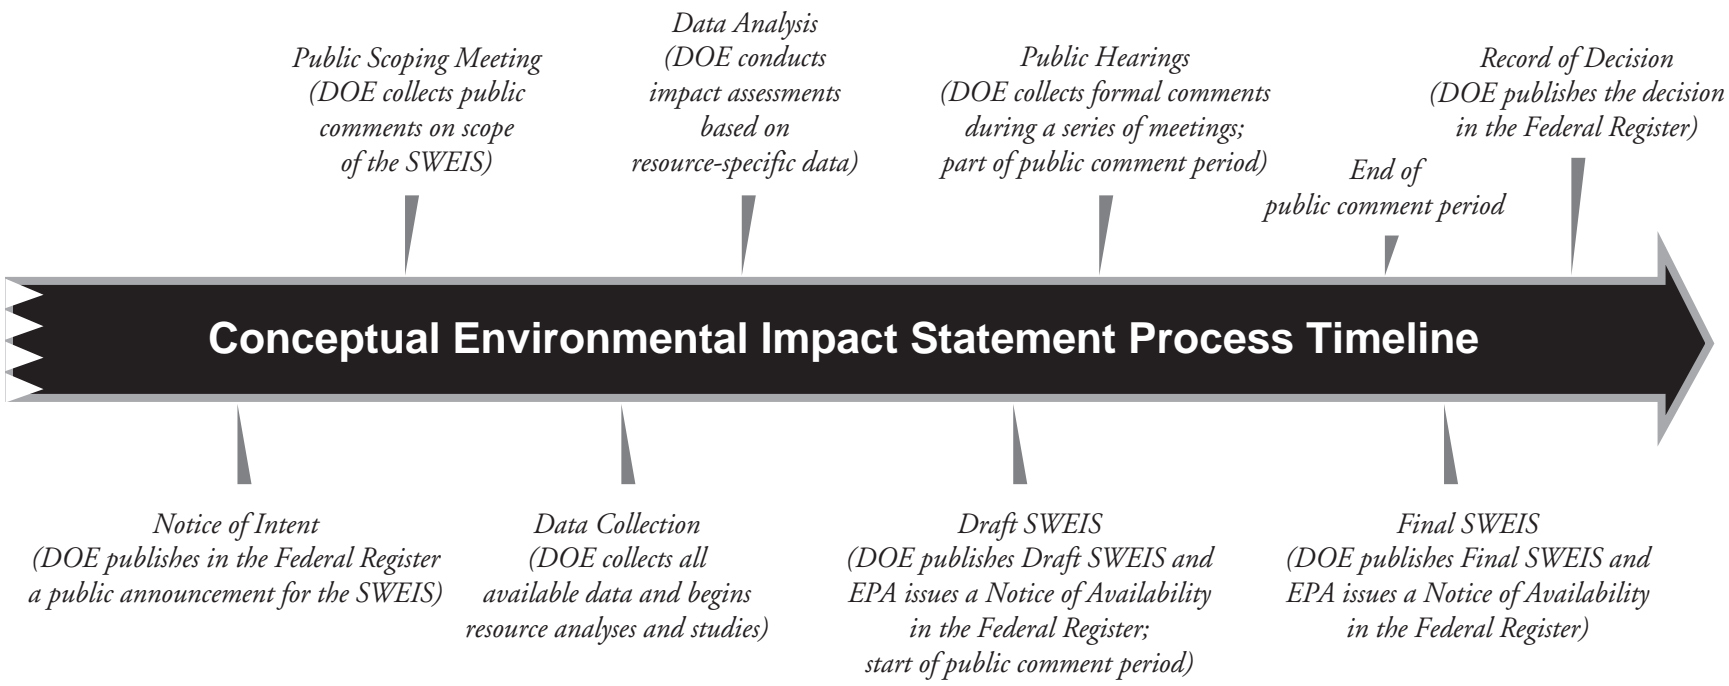 Public Scoping Meeting
(DOE collects public
comments on scope
of the SWEIS)
Data Analysis
(DOE conducts
impact assessments
based on
resource-specific data)
Public Hearings
(DOE collects formal comments
during a series of meetings;
part of public comment period)
End of
public comment period
Record of Decision
(DOE publishes the decision
in the Federal Register)
Conceptual Environmental Impact Statement Process Timeline
Notice of Intent
(DOE publishes in the Federal Register
a public announcement for the SWEIS)
Data Collection
(DOE collects all
available data and begins
resource analyses and studies)
Draft SWEIS
(DOE publishes Draft SWEIS and
EPA issues a Notice of Availability
in the Federal Register;
start of public comment period)
Final SWEIS
(DOE publishes Final SWEIS and
EPA issues a Notice of Availability
in the Federal Register)